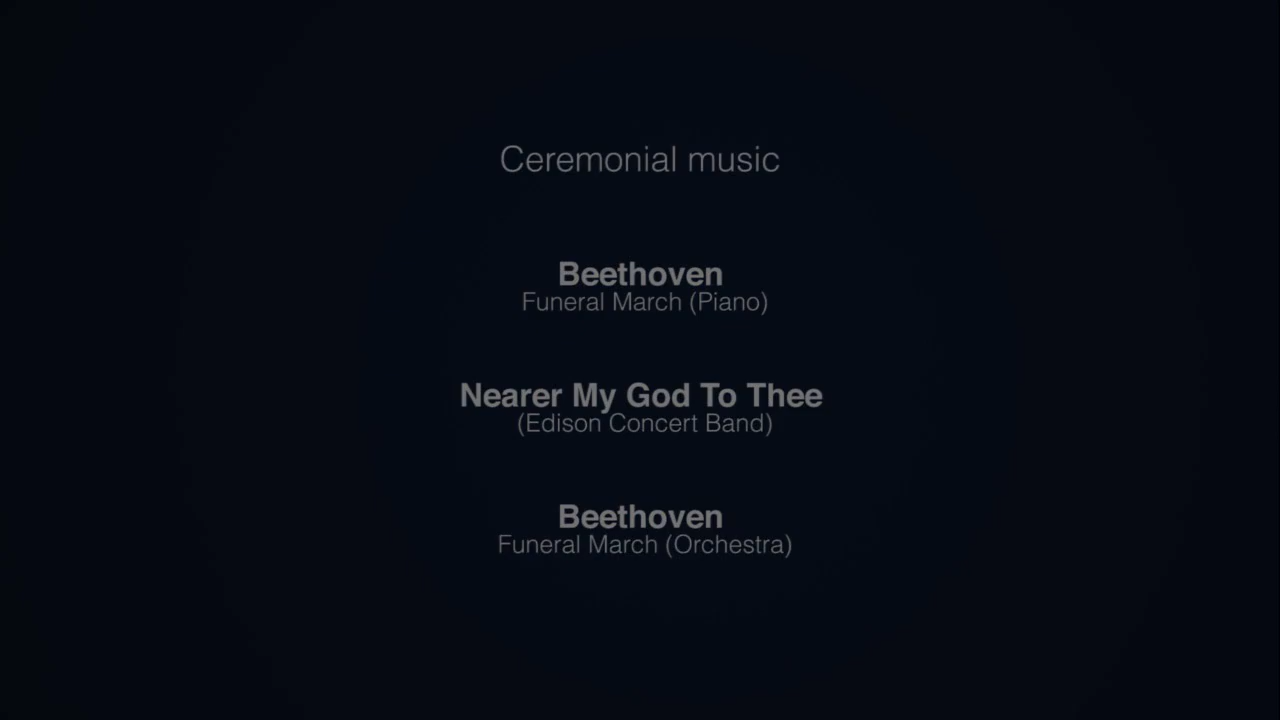 Ceremonial music
Beethoven
Funeral March (Piano)
Nearer My God To Thee
(Edison Concert Band)
Beethoven
Funeral March (Orchestra)